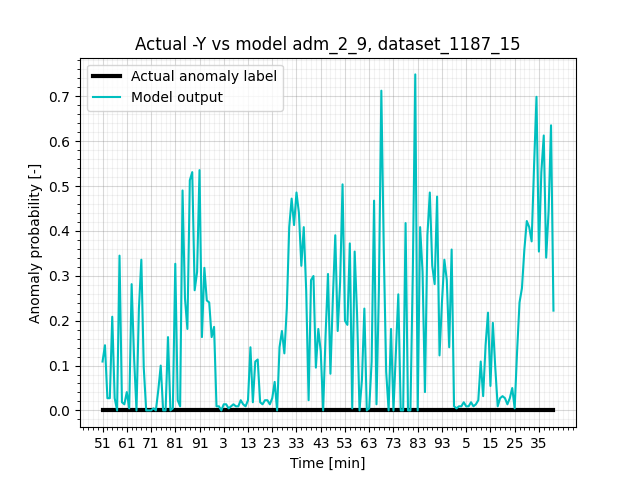 Actual -Y vs model adm_2_9, dataset_1187_15
Actual anomaly label
Model output
Anomaly probability [-]
0.7
0.6
0.5
0.4
0.3
0.2
0.1
0.0
51 61 71 81 91 3 13 23 33 43 53 63 73 83 93 5 15 25 35
Time [min]